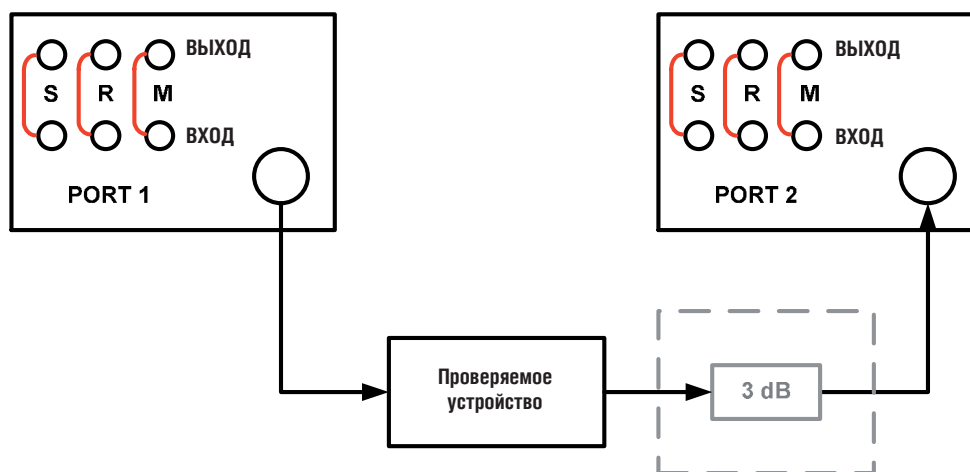 ВЫХОД
S R M
ВХОД
PORT 1
ВЫХОД
S R M
ВХОД
PORT 2
Проверяемое
устройство
3 dB